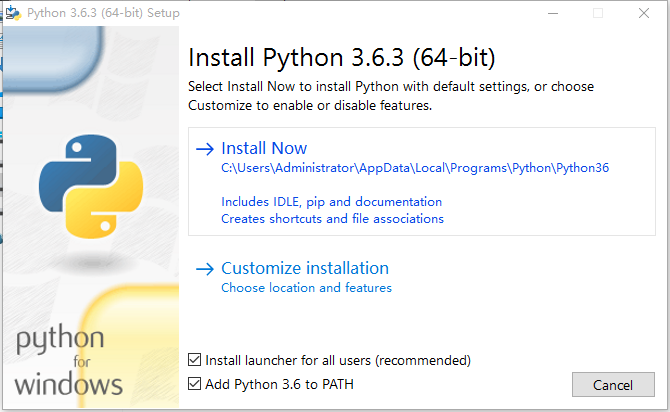 Python 3.6.3 (64-bit) Setup
Install Python 3.6.3 (64-bit)
Select Install Now to install Python with default settings, or choose
Customize to enable or disable features.
Install Now
C:\Users\Administrator\AppData\Local\Programs\Python\Python36
Includes IDLE, pip and documentation
Creates shortcuts and file associations
Customize installation
Choose location and features
python
for
windows
Install launcher for all users (recommended)
Add Python 3.6 to PATH
Cancel